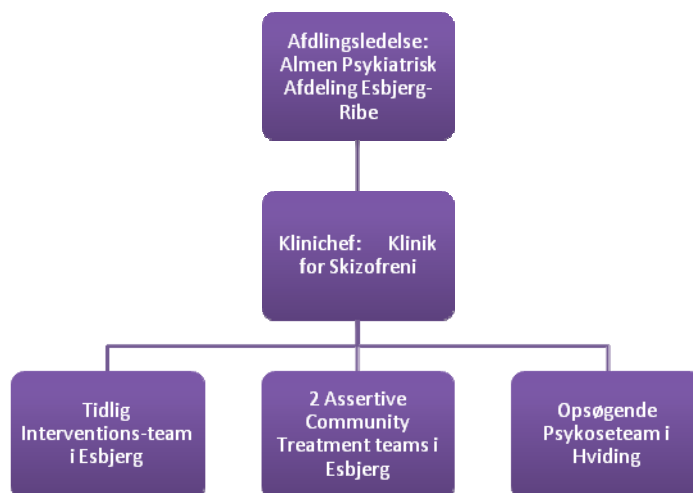 Afdlingsledelse:
Almen Psykiatrisk
Afdeling Esbjerg-
Ribe
Klinichef: Klinik
for Skizofreni
Tidlig
Interventions-team
i Esbjerg
2 Assertive
Community
Treatment teams i
Esbjerg
Opsøgende
Psykoseteam i
Hviding